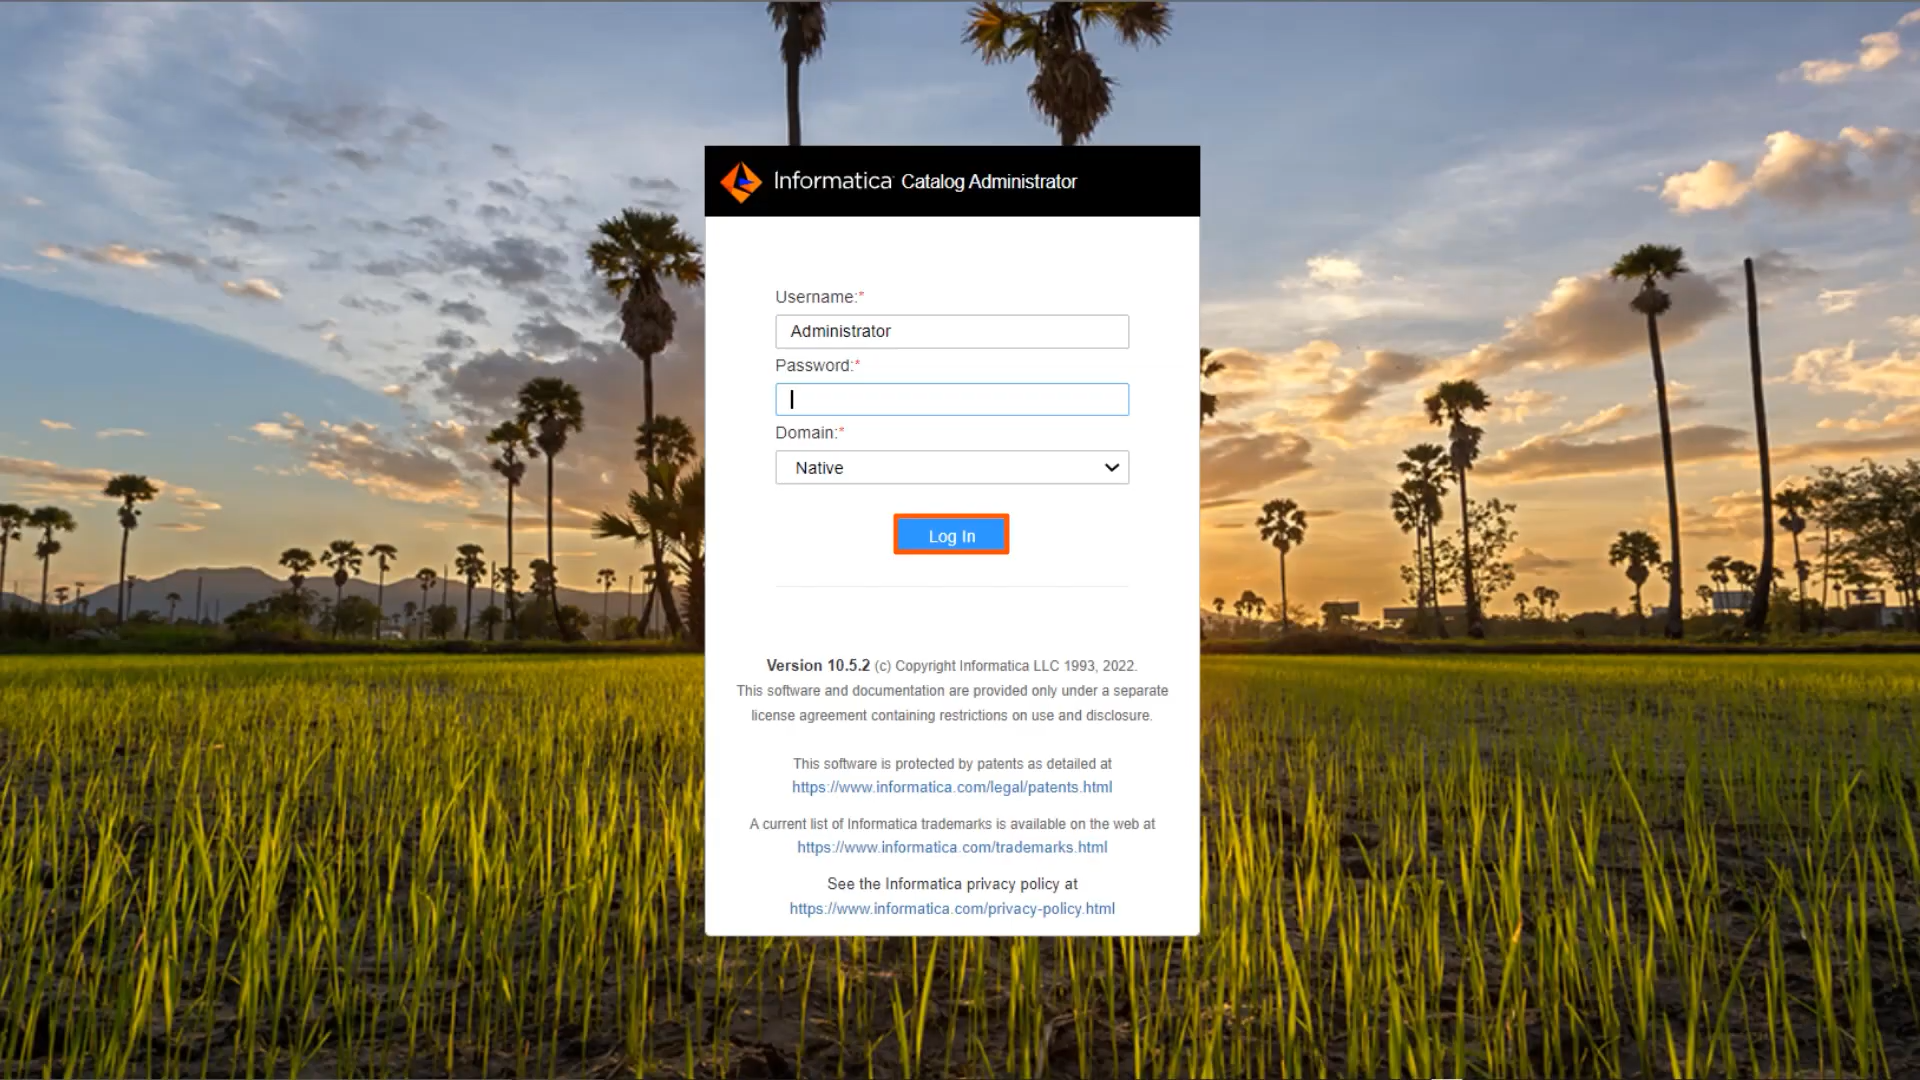 Informatica Catalog Administrator
Username:*
Administrator
Password:*
Domain:*
Native
Log In
Version 10.5.2 (c) Copyright Informatica LLC 1993, 2022.
This software and documentation are provided only under a separate
license agreement containing restrictions on use and disclosure.
This software is protected by patents as detailed at
https://www.informatica.com/legal/patents.html
A current list of Informatica trademarks is available on the web at
https://www.informatica.com/trademarks.html
See the Informatica privacy policy at
https://www.informatica.com/privacy-policy.html